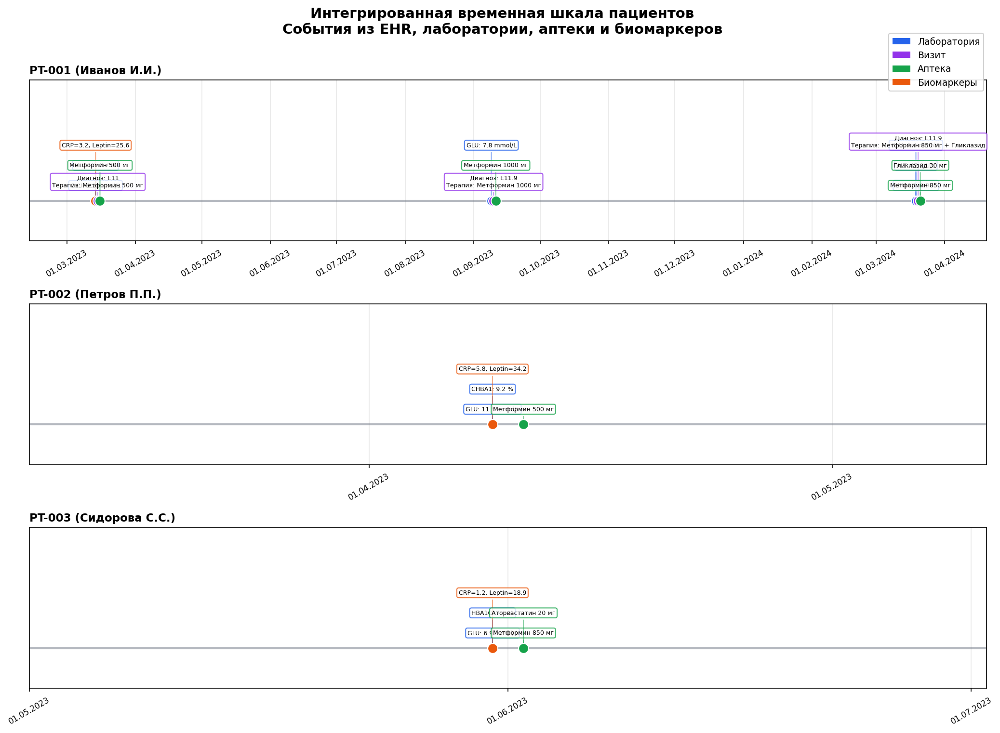 Интегрированная временная шкала пациентов
События из EHR, лаборатории, аптеки и биомаркеров
Лаборатория
Визит
Аптека
Биомаркеры
PT-001 (Иванов И.И.)
CRP=3.2, Leptin=25.6
Метформин 500 мг
Диагноз: E11
Терапия: Метформин 500 мг
GLU: 7.8 mmol/L
Метформин 1000 мг
Диагноз: E11.9
Терапия: Метформин 1000 мг
Диагноз: E11.9
Терапия: Метформин 850 мг + Гликлазид
Гликлазид 30 мг
Метформин 850 мг
01.03.2023
01.04.2023
01.05.2023
01.06.2023
01.07.2023
01.08.2023
01.09.2023
01.10.2023
01.11.2023
01.12.2023
01.01.2024
01.02.2024
01.03.2024
01.04.2024
PT-002 (Петров П.П.)
CRP=5.8, Leptin=34.2
CHBA1: 9.2 %
GLU: 11.
Метформин 500 мг
01.04.2023
01.05.2023
PT-003 (Сидорова С.С.)
CRP=1.2, Leptin=18.9
Аторвастатин 20 мг
GLU: 6.9
Метформин 850 мг
01.05.2023
01.06.2023
01.07.2023